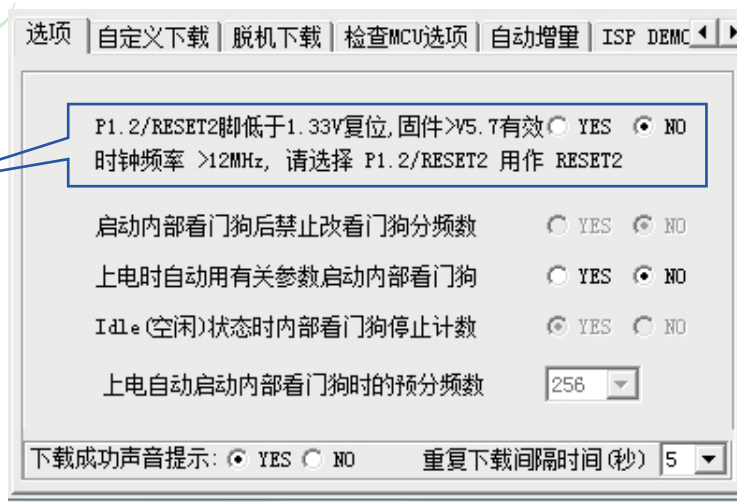 选项 自定义下载 脱机下载 检查MCU选项 自动增量 ISP DEMO
P1.2/RESET2脚低于1.33V复位,固件>V5.7有效 YES NO
时钟频率 >12MHz, 请选择 P1.2/RESET2 用作 RESET2
启动内部看门狗后禁止改看门狗分频数 YES NO
上电时自动用有关参数启动内部看门狗 YES NO
Idle(空闲)状态时内部看门狗停止计数 YES NO
上电自动启动内部看门狗时的预分频数 256
下载成功声音提示: YES NO 重复下载间隔时间(秒) 5